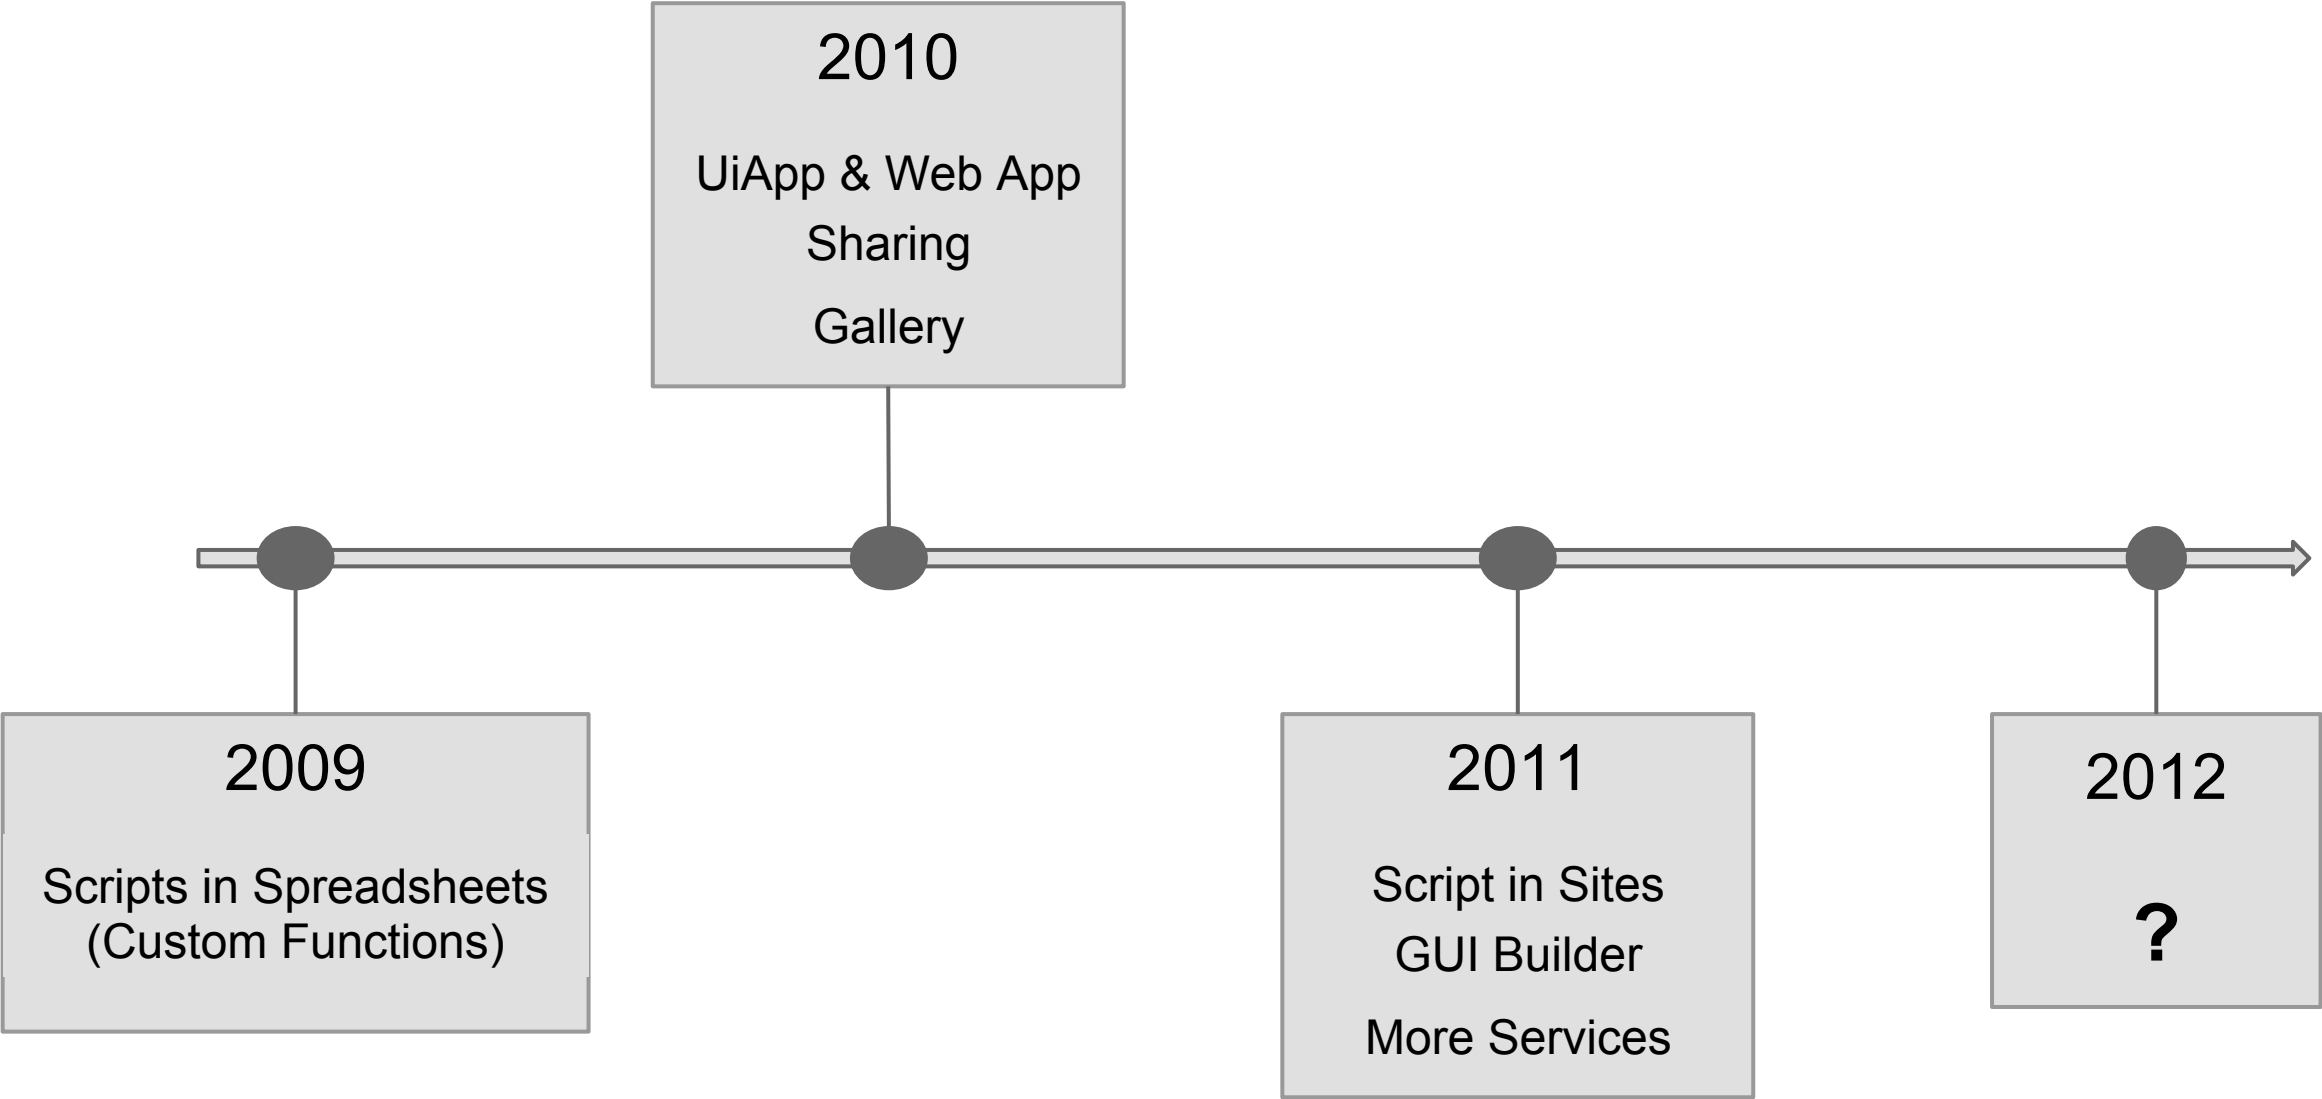 2010
UiApp & Web App
Sharing
Gallery
2009
Scripts in Spreadsheets
(Custom Functions)
2011
Script in Sites
GUI Builder
More Services
2012
?